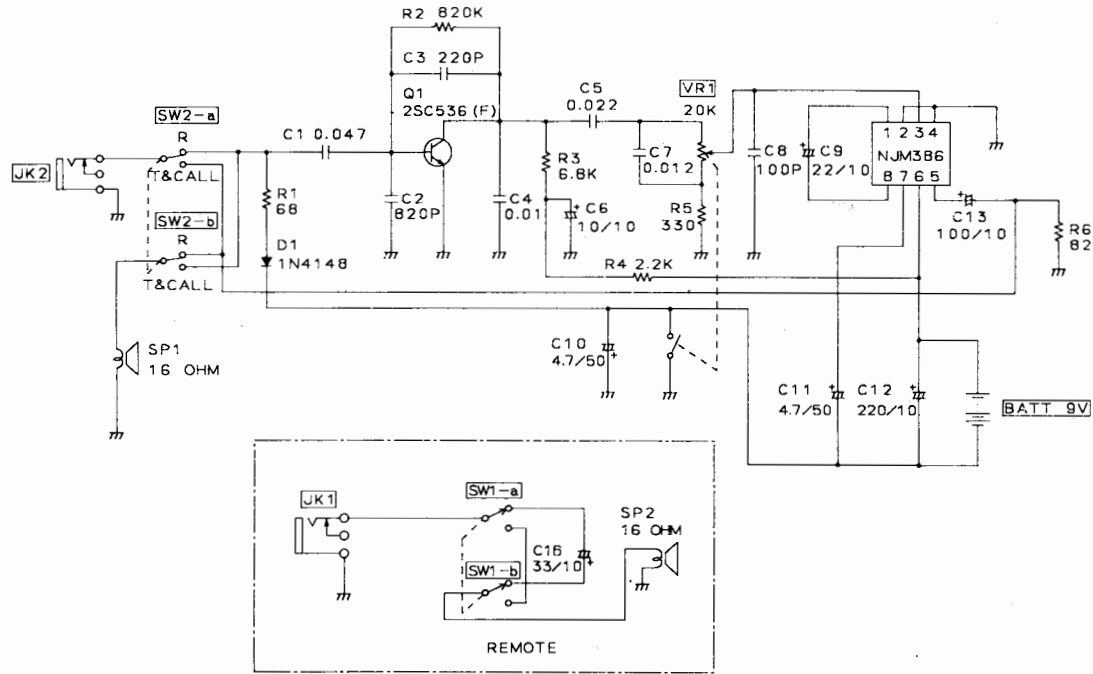 R2 820K
C3 220P
Q1
2SC536 (F)
SW2-a
R
T&CALL
JK2
SW2-b
R
T&CALL
SP1
16 OHM
C1 0.047
R1
68
D1
1N4148
C2
820P
C4
0.01
R3
6.8K
C6
10/10
C5
0.022
C7
0.012
VR1
20K
R5
330
R4 2.2K
C8
100P
C9
22/10
1 2 3 4
NJM386
8 7 6 5
C13
100/10
R6
82
C10
4.7/50
C11
4.7/50
C12
220/10
BATT 9V
JK1
SW1-a
SW1-b
C16
33/10
SP2
16 OHM
REMOTE